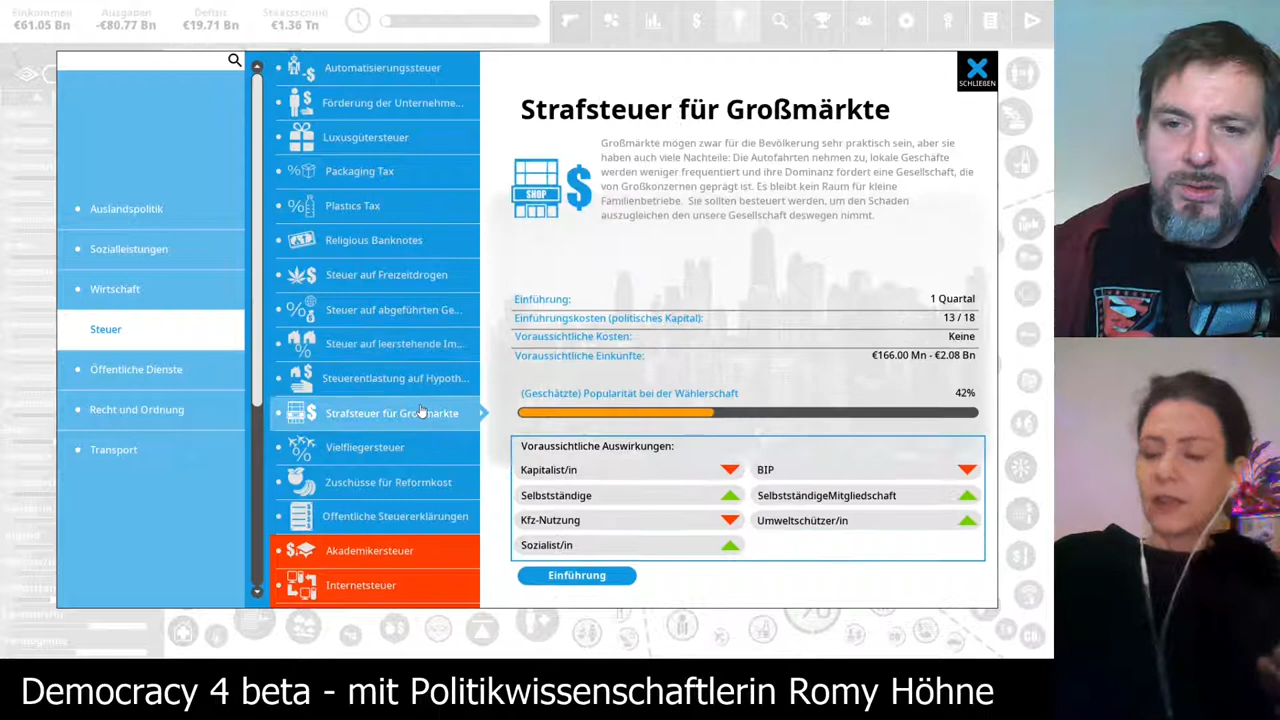 Einkommen Ausgaben Defizit Staatsschuld
€61.05 Bn -€80.77 Bn €19.71 Bn €1.36 Tn
SCHLIEßEN
Auslandspolitik
Sozialleistungen
Wirtschaft
Steuer
Öffentliche Dienste
Recht und Ordnung
Transport
Automatisierungssteuer
Förderung der Unternehme...
Luxusgütersteuer
Packaging Tax
Plastics Tax
Religious Banknotes
Steuer auf Freizeitdrogen
Steuer auf abgeführten Ge...
Steuer auf leerstehende Im...
Steuerentlastung auf Hypoth...
Strafsteuer für Großmärkte
Vielfliegersteuer
Zuschüsse für Reformkost
Öffentliche Steuererklärungen
Akademikersteuer
Internetsteuer
Strafsteuer für Großmärkte
SHOP
Großmärkte mögen zwar für die Bevölkerung sehr praktisch sein, aber sie
haben auch viele Nachteile: Die Autofahrten nehmen zu, lokale Geschäfte
werden weniger frequentiert und ihre Dominanz fordert eine Gesellschaft, die
von Großkonzernen geprägt ist. Es bleibt kein Raum für kleine
Familienbetriebe. Sie sollten besteuert werden, um den Schaden
auszugleichen den unsere Gesellschaft deswegen nimmt.
Einführung: 1 Quartal
Einführungskosten (politisches Kapital): 13 / 18
Voraussichtliche Kosten: Keine
Voraussichtliche Einkünfte: €166.00 Mn - €2.08 Bn
(Geschätzte) Popularität bei der Wählerschaft 42%
Voraussichtliche Auswirkungen:
Kapitalist/in BIP
Selbstständige SelbstständigeMitgliedschaft
Kfz-Nutzung Umweltschützer/in
Sozialist/in
Einführung
Democracy 4 beta - mit Politikwissenschaftlerin Romy Höhne